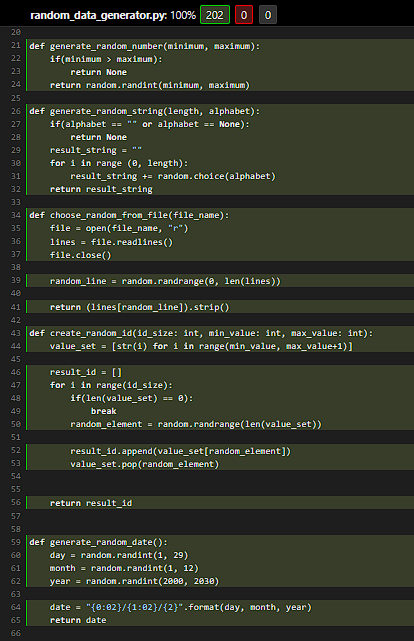 random_data_generator.py: 100% 202 0 0
20
21 def generate_random_number(minimum, maximum):
22     if(minimum > maximum):
23         return None
24     return random.randint(minimum, maximum)
25
26 def generate_random_string(length, alphabet):
27     if(alphabet == "" or alphabet == None):
28         return None
29     result_string = ""
30     for i in range (0, length):
31         result_string += random.choice(alphabet)
32     return result_string
33
34 def choose_random_from_file(file_name):
35     file = open(file_name, "r")
36     lines = file.readlines()
37     file.close()
38
39     random_line = random.randrange(0, len(lines))
40
41     return (lines[random_line]).strip()
42
43 def create_random_id(id_size: int, min_value: int, max_value: int):
44     value_set = [str(i) for i in range(min_value, max_value+1)]
45
46     result_id = []
47     for i in range(id_size):
48         if(len(value_set) == 0):
49             break
50         random_element = random.randrange(len(value_set))
51
52         result_id.append(value_set[random_element])
53         value_set.pop(random_element)
54
55
56     return result_id
57
58
59 def generate_random_date():
60     day = random.randint(1, 29)
61     month = random.randint(1, 12)
62     year = random.randint(2000, 2030)
63
64     date = "{0:02}/{1:02}/{2}".format(day, month, year)
65     return date
66